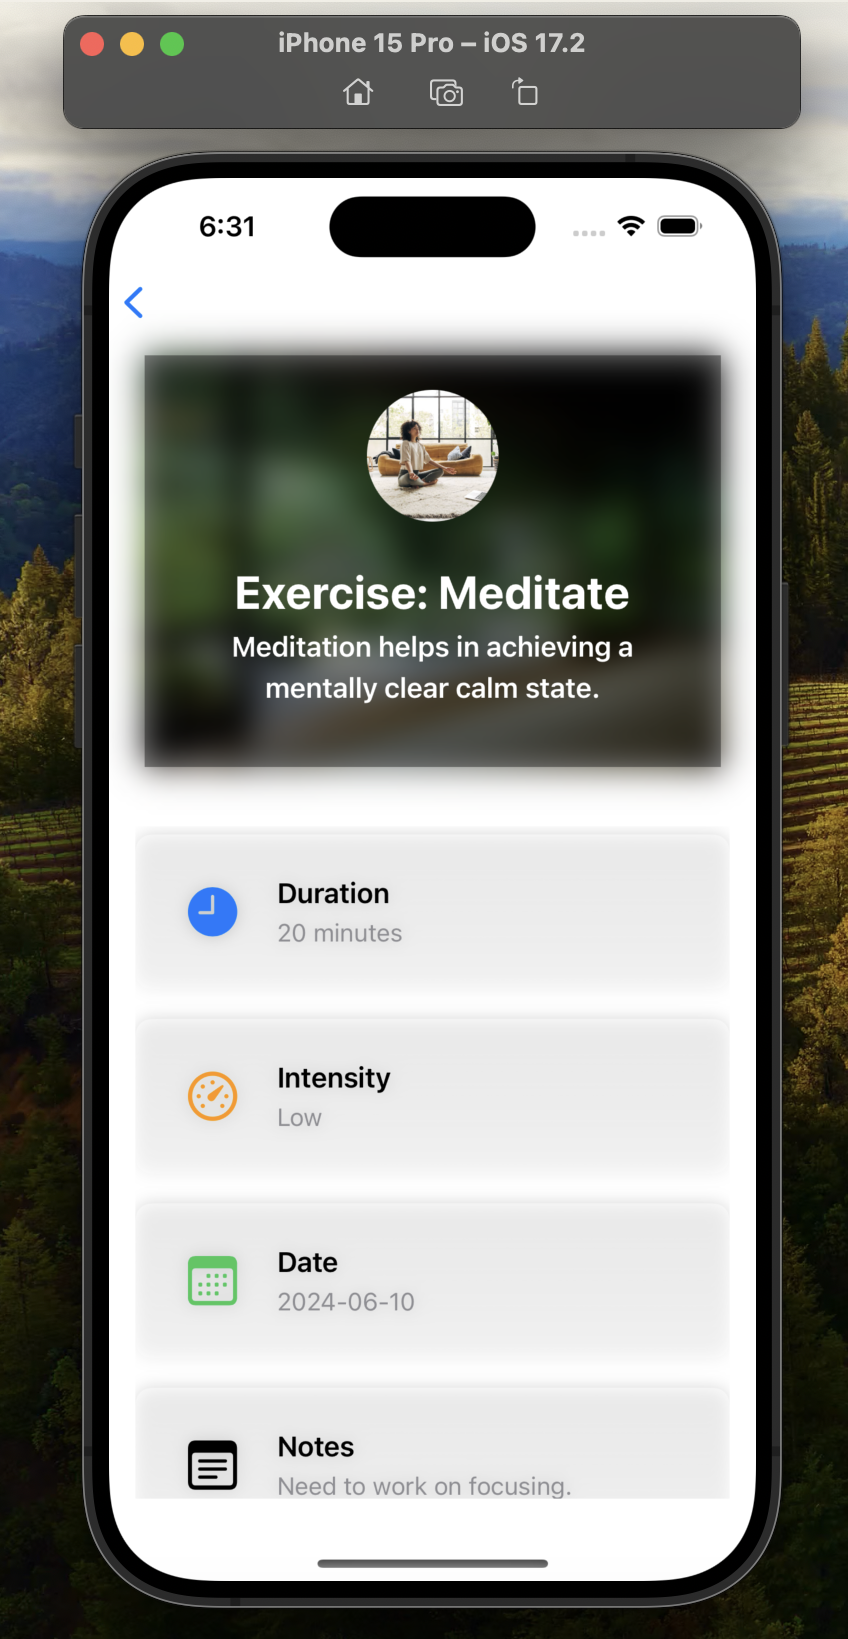 iPhone 15 Pro – iOS 17.2
6:31
Exercise: Meditate
Meditation helps in achieving a
mentally clear calm state.
Duration
20 minutes
Intensity
Low
Date
2024-06-10
Notes
Need to work on focusing.